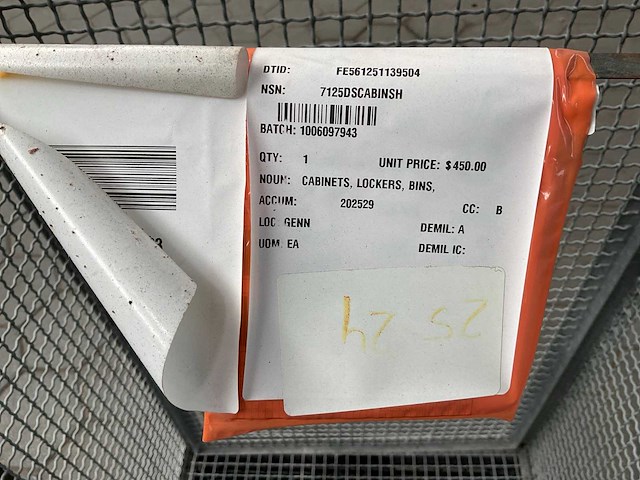 DTID: FE561251139504
NSN: 7125DSCABINSH
BATCH: 1006097943
QTY: 1 UNIT PRICE: $450.00
NOUN: CABINETS, LOCKERS, BINS,
ACCUM: 202529 CC: B
LOC GENN DEMIL: A
UOM EA DEMIL IC: